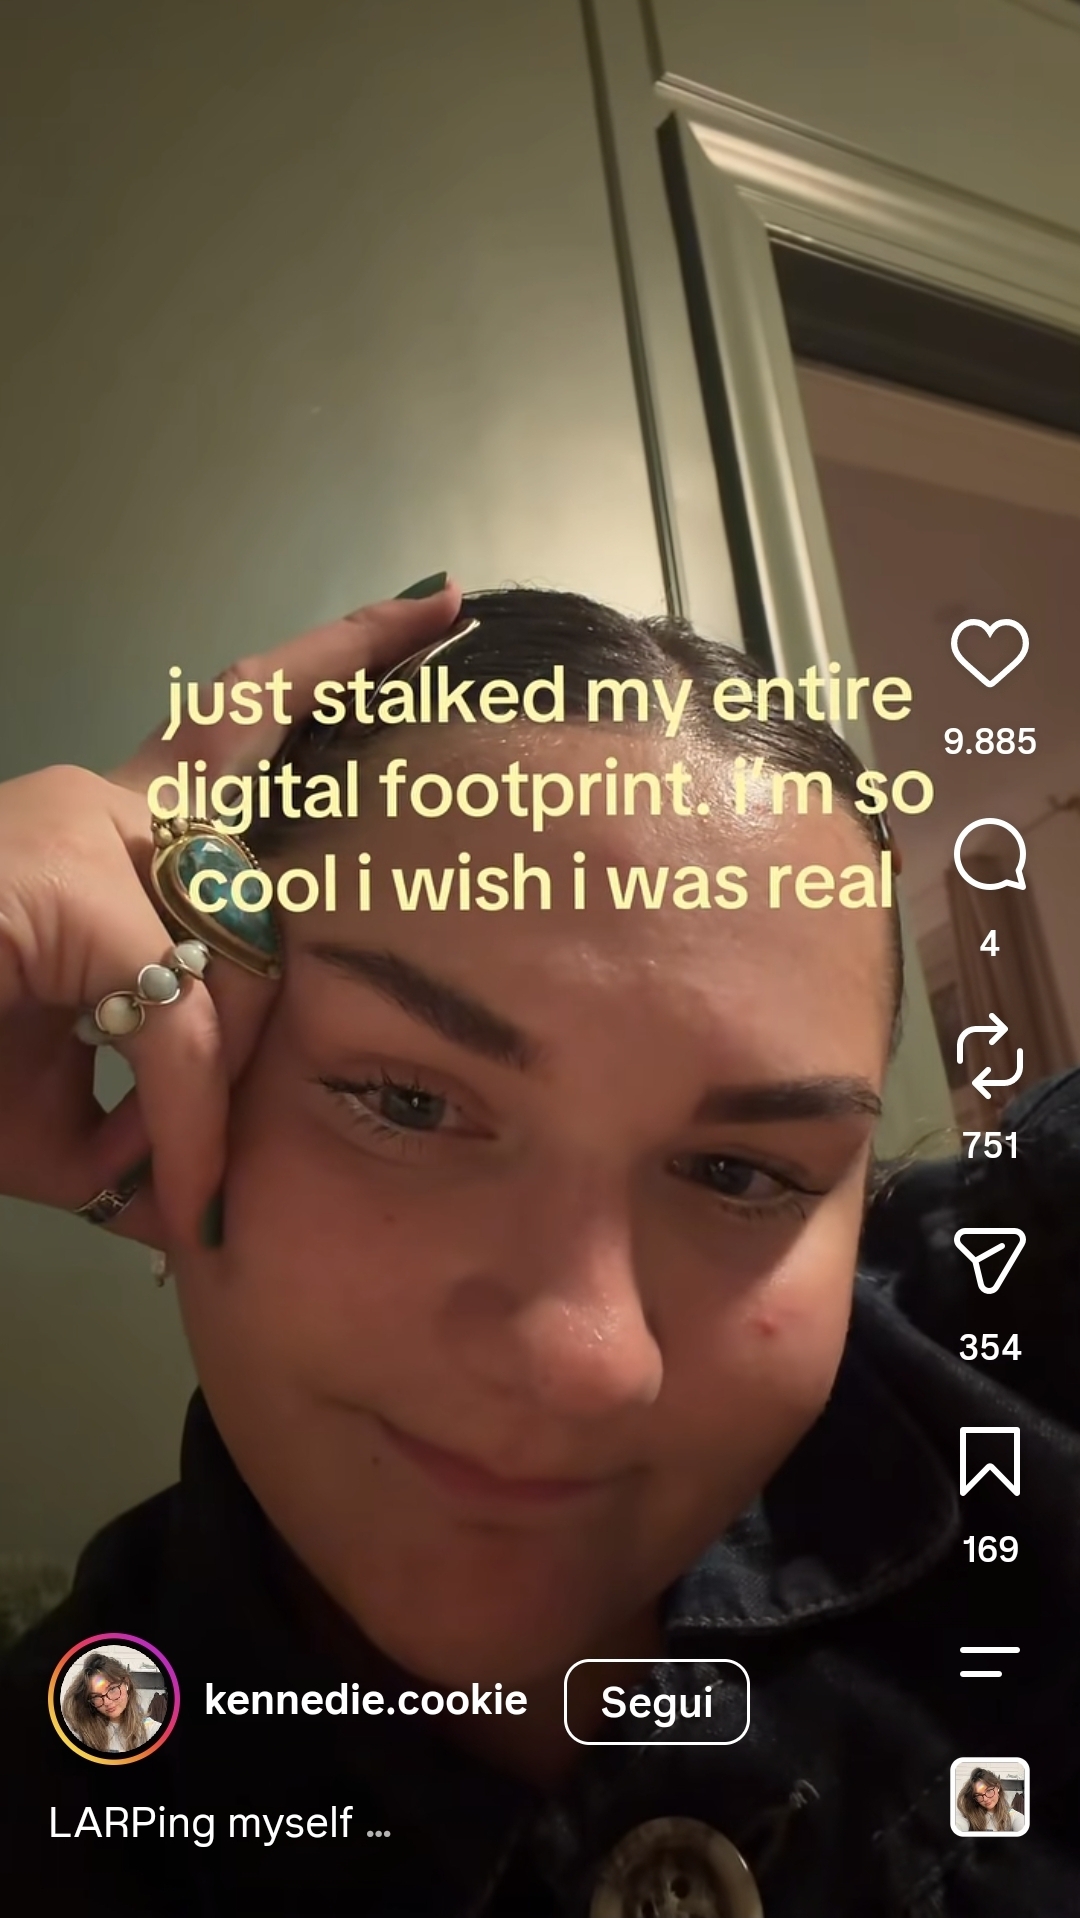 just stalked my entire
digital footprint. i'm so
cool i wish i was real
9.885
4
751
354
169
kennedie.cookie
Segui
LARPing myself ...